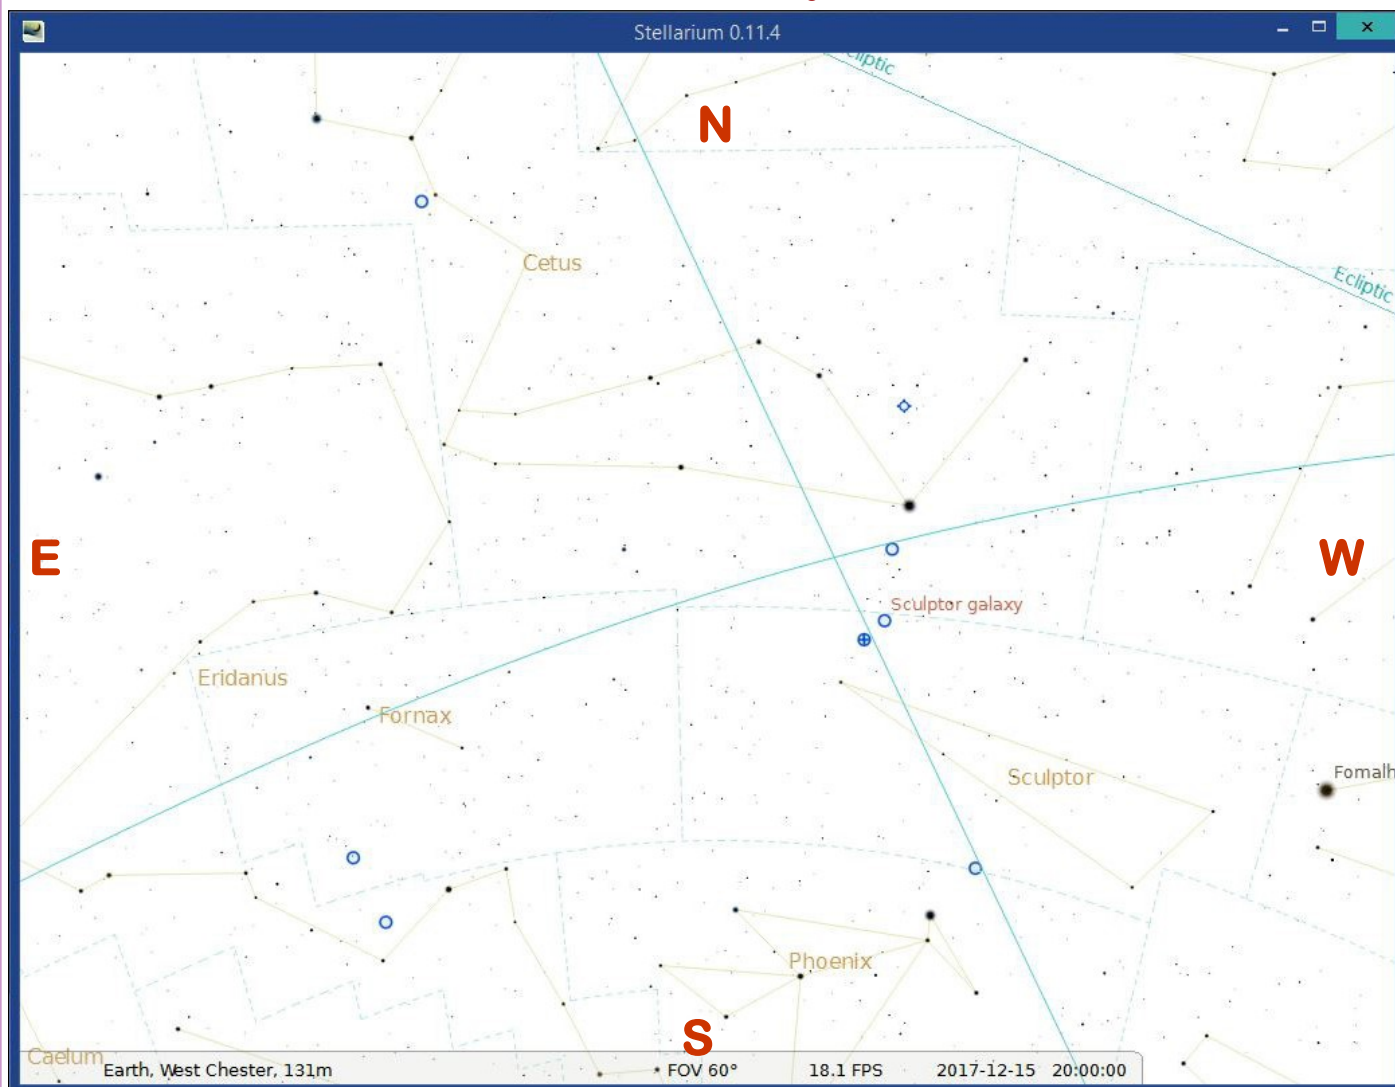 Stellarium 0.11.4
Ecliptic
N
Cetus
Ecliptic
E
W
Sculptor galaxy
Eridanus
Fornax
Sculptor
Fomalh
Phoenix
S
Caelum
Earth, West Chester, 131m FOV 60° 18.1 FPS 2017-12-15 20:00:00